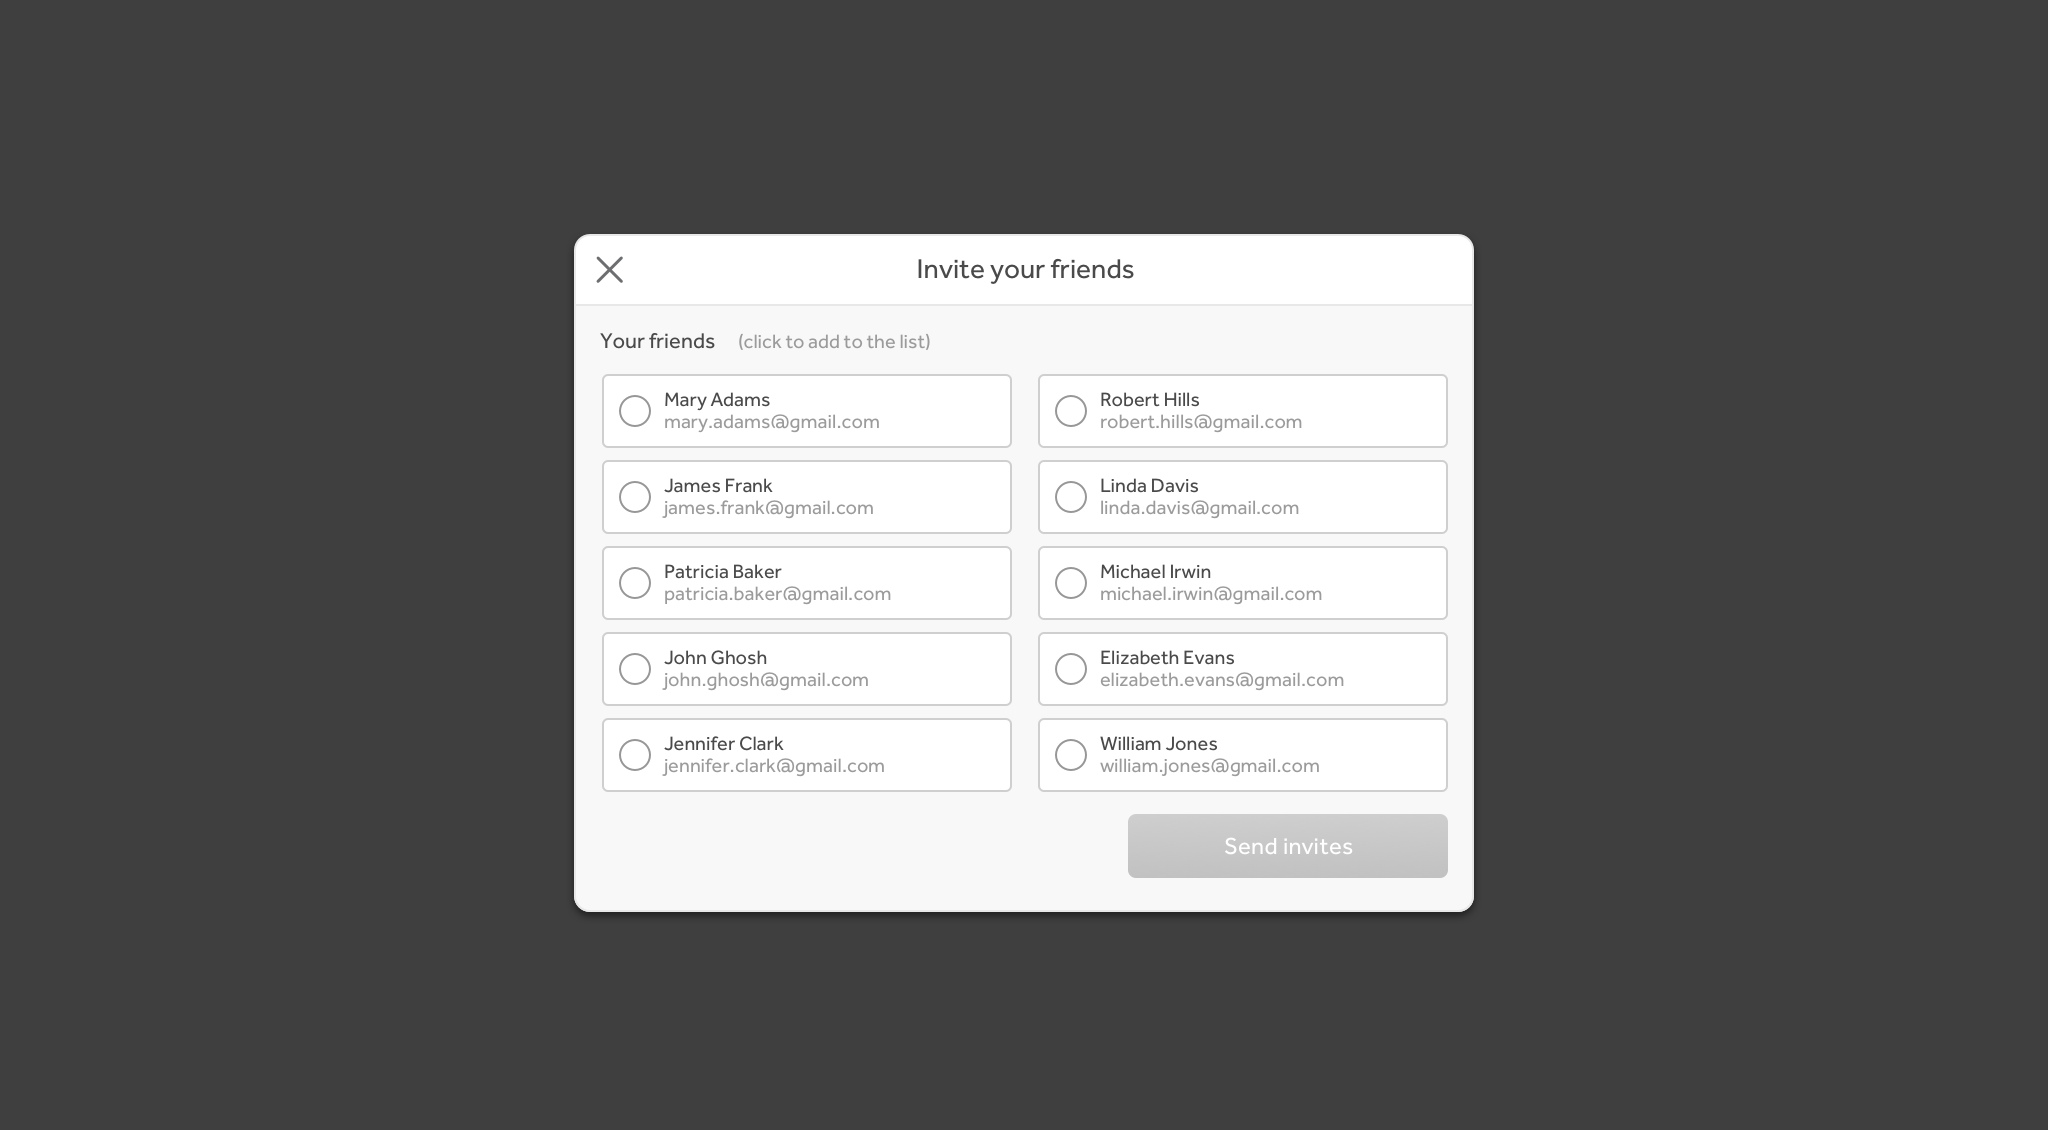 Invite your friends
Your friends (click to add to the list)
Mary Adams
mary.adams@gmail.com
Robert Hills
robert.hills@gmail.com
James Frank
james.frank@gmail.com
Linda Davis
linda.davis@gmail.com
Patricia Baker
patricia.baker@gmail.com
Michael Irwin
michael.irwin@gmail.com
John Ghosh
john.ghosh@gmail.com
Elizabeth Evans
elizabeth.evans@gmail.com
Jennifer Clark
jennifer.clark@gmail.com
William Jones
william.jones@gmail.com
Send invites